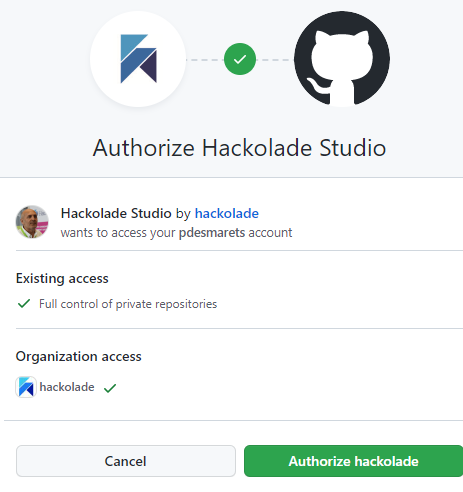 Authorize Hackolade Studio
Hackolade Studio by hackolade
wants to access your pdesmarets account
Existing access
Full control of private repositories
Organization access
hackolade
Cancel
Authorize hackolade